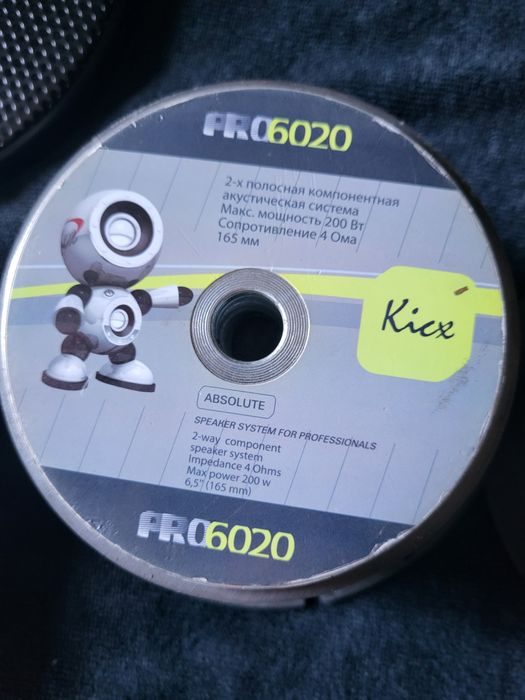 PRO6020
2-х полосная компонентная
акустическая система
Макс. мощность 200 Вт
Сопротивление 4 Ома
165 мм
Kicx
ABSOLUTE
SPEAKER SYSTEM FOR PROFESSIONALS
2-way component
speaker system
Impedance 4 Ohms
Max power 200 w
6,5" (165 mm)
PRO6020